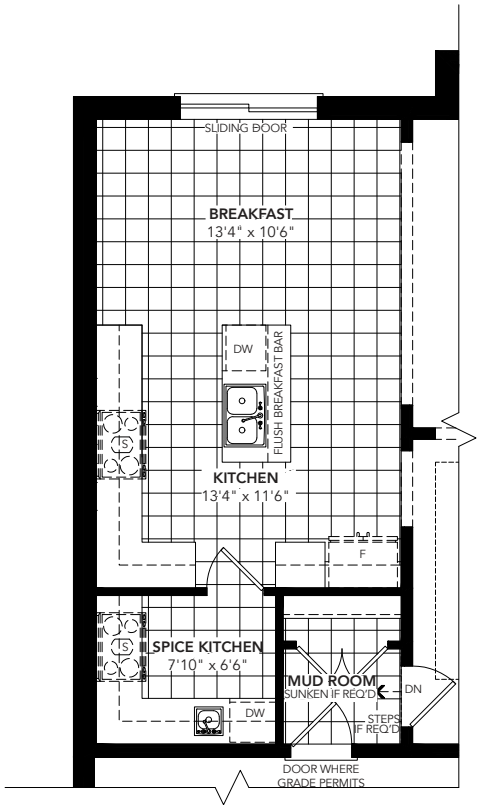 SLIDING DOOR
BREAKFAST
13'4" x 10'6"
DW
FLUSH BREAKFAST BAR
S
KITCHEN
13'4" x 11'6"
F
S
SPICE KITCHEN
7'10" x 6'6"
DW
MUD ROOM
SUNKEN IF REQ'D
DN
STEPS
IF REQ'D
DOOR WHERE
GRADE PERMITS